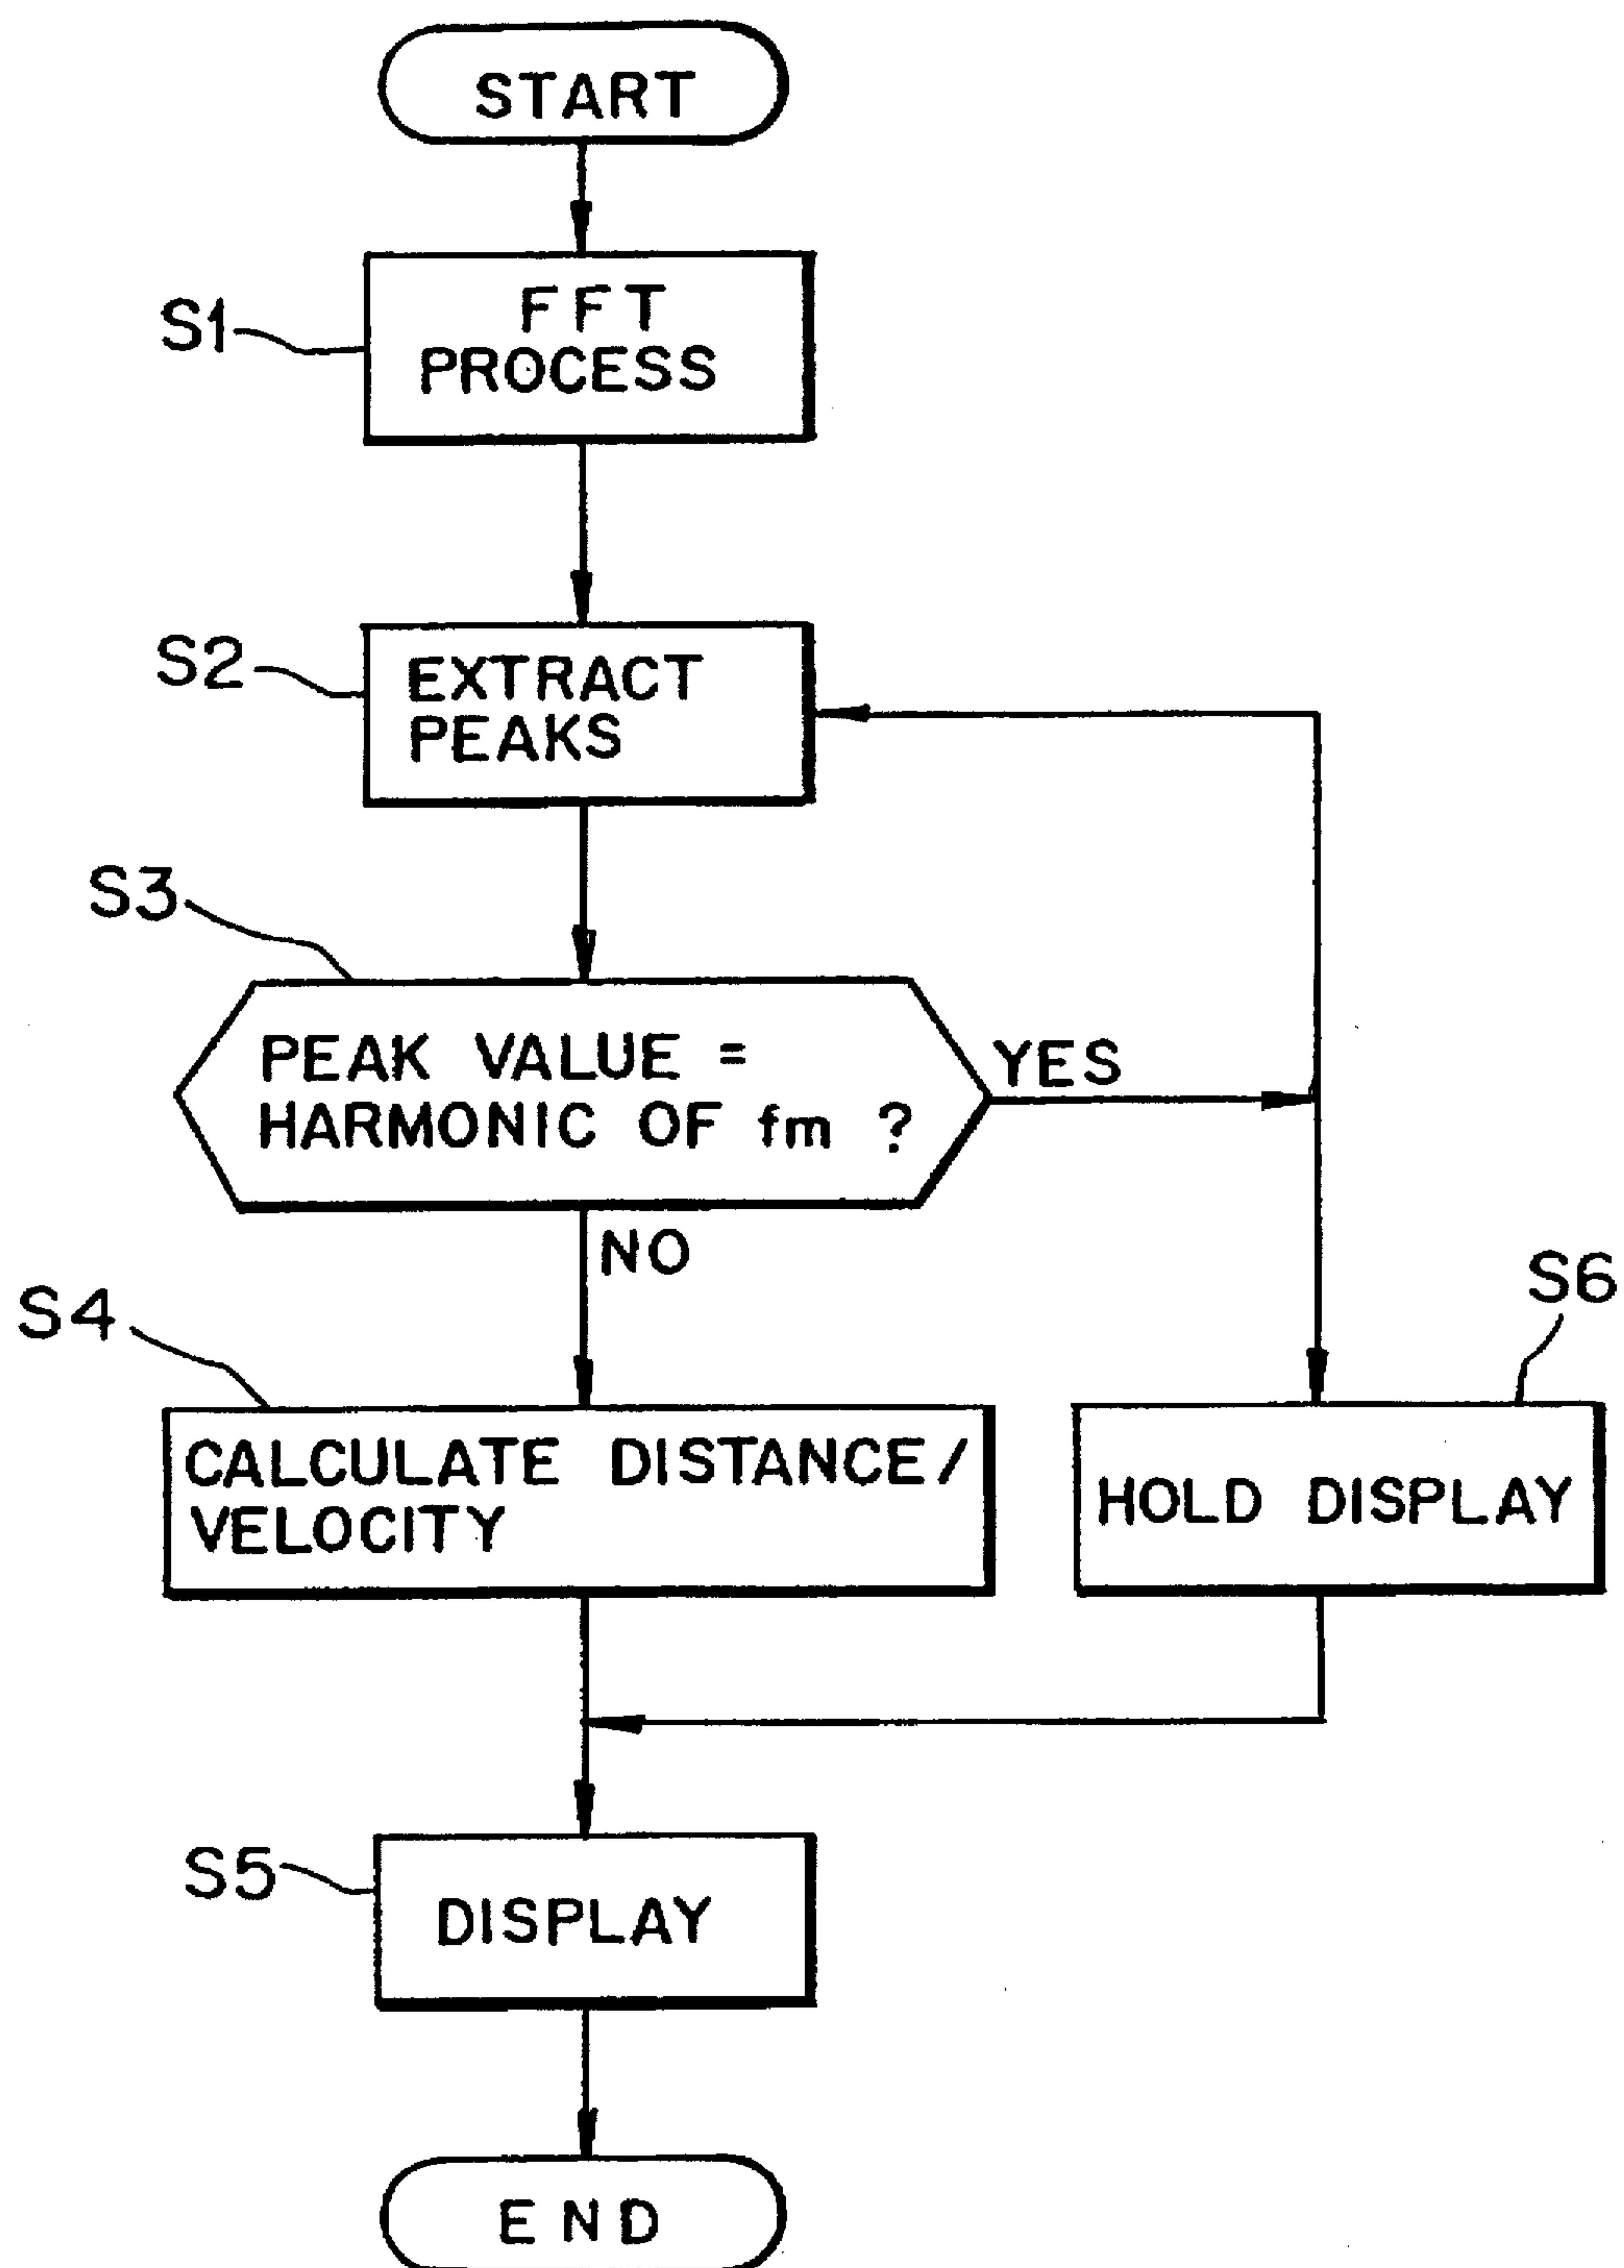 START
S1
FFT
PROCESS
S2
EXTRACT
PEAKS
S3
PEAK VALUE =
HARMONIC OF fm ?
YES
NO
S4
CALCULATE DISTANCE/
VELOCITY
S6
HOLD DISPLAY
S5
DISPLAY
END